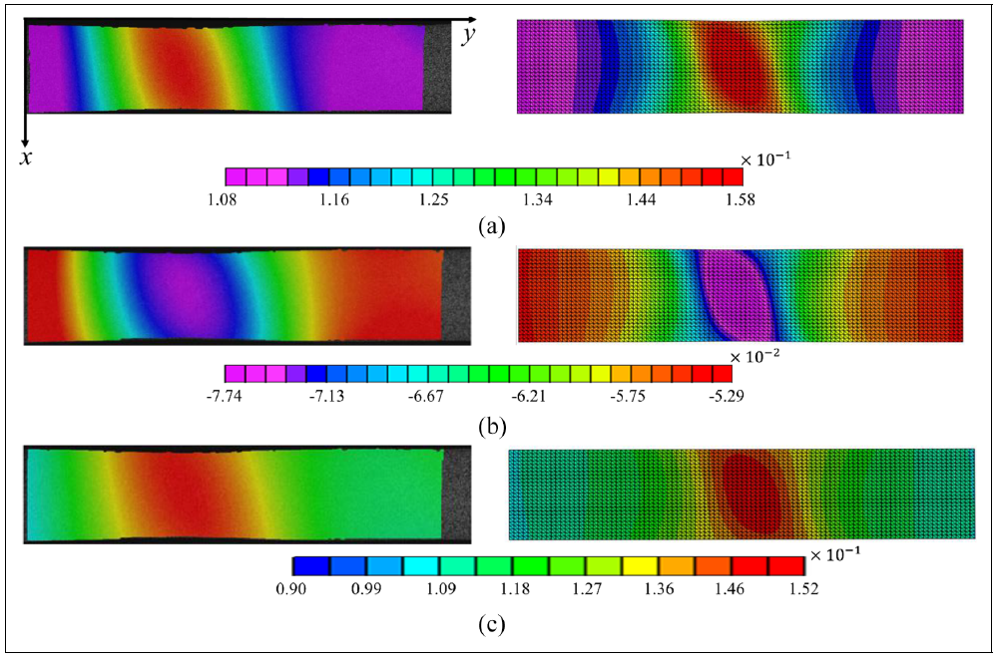 y
x
× 10⁻¹
1.08 1.16 1.25 1.34 1.44 1.58
(a)
× 10⁻²
-7.74 -7.13 -6.67 -6.21 -5.75 -5.29
(b)
× 10⁻¹
0.90 0.99 1.09 1.18 1.27 1.36 1.46 1.52
(c)